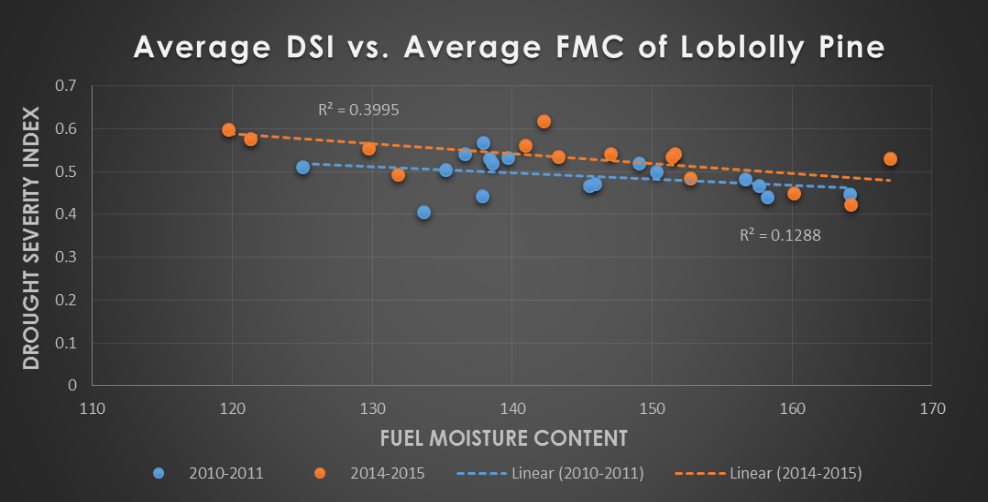 Average DSI vs. Average FMC of Loblolly Pine
DROUGHT SEVERITY INDEX
0.7
0.6
0.5
0.4
0.3
0.2
0.1
0
R² = 0.3995
R² = 0.1288
110 120 130 140 150 160 170
FUEL MOISTURE CONTENT
2010-2011 2014-2015 Linear (2010-2011) Linear (2014-2015)